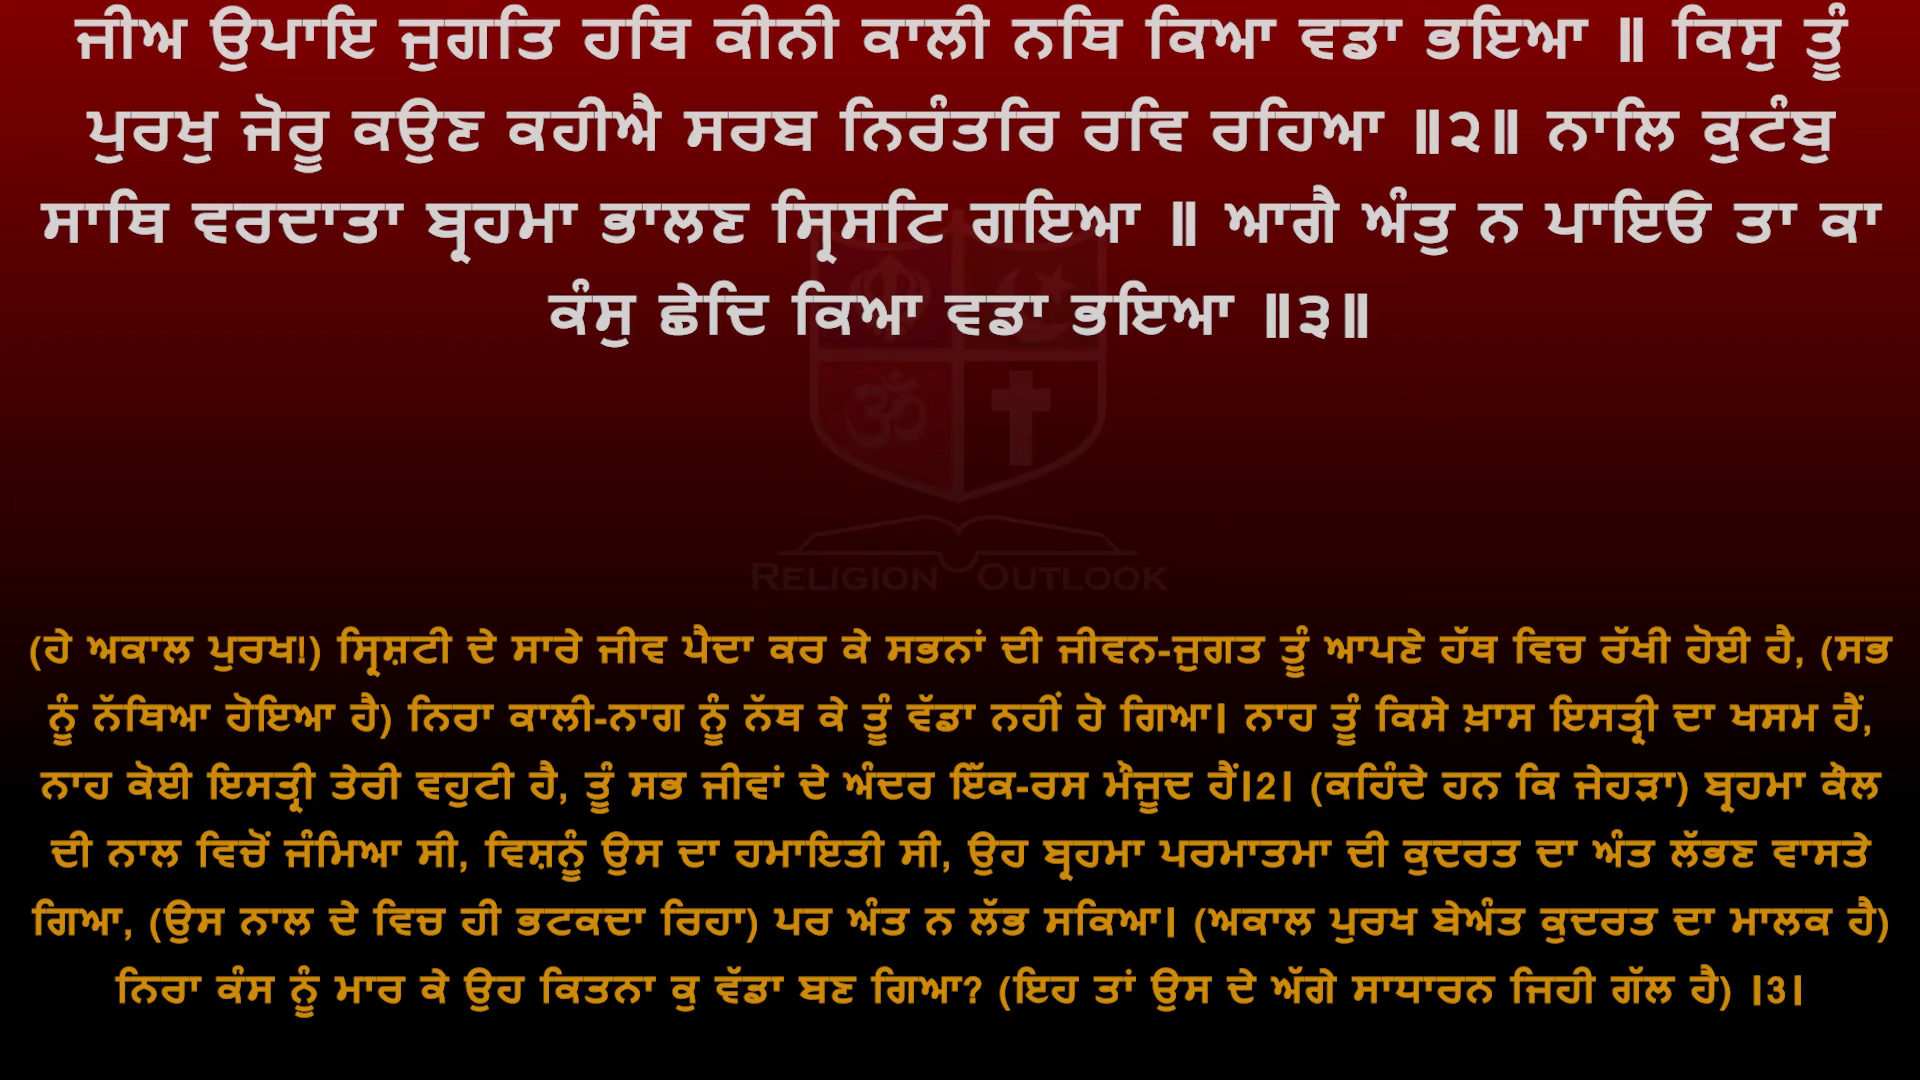 ਜੀਅ ਉਪਾਇ ਜੁਗਤਿ ਹਥਿ ਕੀਨੀ ਕਾਲੀ ਨਥਿ ਕਿਆ ਵਡਾ ਭਇਆ ॥ ਕਿਸੁ ਤੂੰ
ਪੁਰਖੁ ਜੋਰੂ ਕਉਣ ਕਹੀਐ ਸਰਬ ਨਿਰੰਤਰਿ ਰਵਿ ਰਹਿਆ ॥੨॥ ਨਾਲਿ ਕੁਟੰਬੁ
ਸਾਥਿ ਵਰਦਾਤਾ ਬ੍ਰਹਮਾ ਭਾਲਣ ਸ੍ਰਿਸਟਿ ਗਇਆ ॥ ਆਗੈ ਅੰਤੁ ਨ ਪਾਇਓ ਤਾ ਕਾ
ਕੰਸੁ ਛੇਦਿ ਕਿਆ ਵਡਾ ਭਇਆ ॥੩॥
RELIGION OUTLOOK
(ਹੇ ਅਕਾਲ ਪੁਰਖ!) ਸ੍ਰਿਸ਼ਟੀ ਦੇ ਸਾਰੇ ਜੀਵ ਪੈਦਾ ਕਰ ਕੇ ਸਭਨਾਂ ਦੀ ਜੀਵਨ-ਜੁਗਤ ਤੂੰ ਆਪਣੇ ਹੱਥ ਵਿਚ ਰੱਖੀ ਹੋਈ ਹੈ, (ਸਭ
ਨੂੰ ਨੱਥਿਆ ਹੋਇਆ ਹੈ) ਨਿਰਾ ਕਾਲੀ-ਨਾਗ ਨੂੰ ਨੱਥ ਕੇ ਤੂੰ ਵੱਡਾ ਨਹੀਂ ਹੋ ਗਿਆ। ਨਾਹ ਤੂੰ ਕਿਸੇ ਖ਼ਾਸ ਇਸਤ੍ਰੀ ਦਾ ਖਸਮ ਹੈਂ,
ਨਾਹ ਕੋਈ ਇਸਤ੍ਰੀ ਤੇਰੀ ਵਹੁਟੀ ਹੈ, ਤੂੰ ਸਭ ਜੀਵਾਂ ਦੇ ਅੰਦਰ ਇੱਕ-ਰਸ ਮੌਜੂਦ ਹੈਂ।2। (ਕਹਿੰਦੇ ਹਨ ਕਿ ਜੇਹੜਾ) ਬ੍ਰਹਮਾ ਕੌਲ
ਦੀ ਨਾਲ ਵਿਚੋਂ ਜੰਮਿਆ ਸੀ, ਵਿਸ਼ਨੂੰ ਉਸ ਦਾ ਹਮਾਇਤੀ ਸੀ, ਉਹ ਬ੍ਰਹਮਾ ਪਰਮਾਤਮਾ ਦੀ ਕੁਦਰਤ ਦਾ ਅੰਤ ਲੱਭਣ ਵਾਸਤੇ
ਗਿਆ, (ਉਸ ਨਾਲ ਦੇ ਵਿਚ ਹੀ ਭਟਕਦਾ ਰਿਹਾ) ਪਰ ਅੰਤ ਨ ਲੱਭ ਸਕਿਆ। (ਅਕਾਲ ਪੁਰਖ ਬੇਅੰਤ ਕੁਦਰਤ ਦਾ ਮਾਲਕ ਹੈ)
ਨਿਰਾ ਕੰਸ ਨੂੰ ਮਾਰ ਕੇ ਉਹ ਕਿਤਨਾ ਕੁ ਵੱਡਾ ਬਣ ਗਿਆ? (ਇਹ ਤਾਂ ਉਸ ਦੇ ਅੱਗੇ ਸਾਧਾਰਨ ਜਿਹੀ ਗੱਲ ਹੈ) ।3।